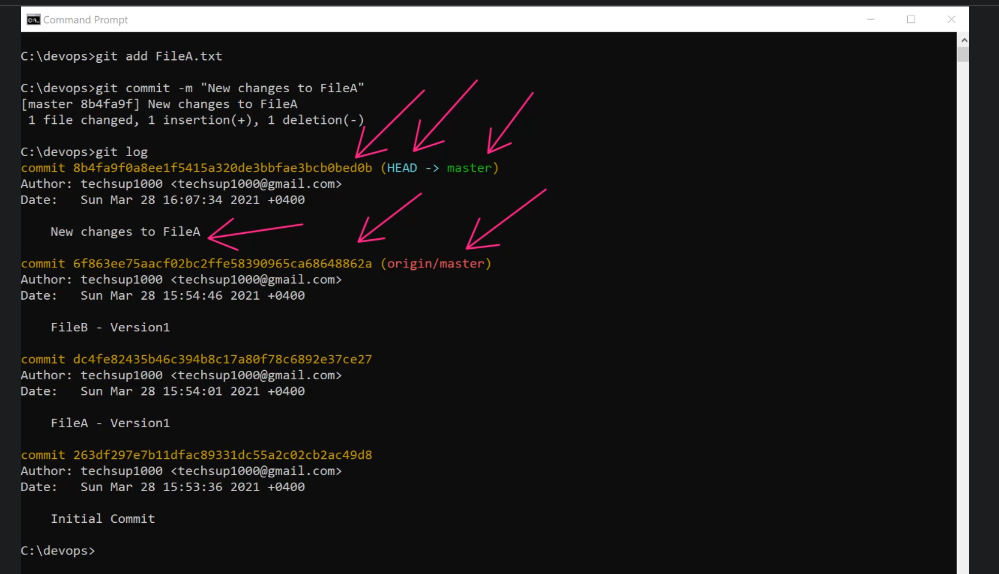 Command Prompt
C:\devops>git add FileA.txt
C:\devops>git commit -m "New changes to FileA"
[master 8b4fa9f] New changes to FileA
 1 file changed, 1 insertion(+), 1 deletion(-)
C:\devops>git log
commit 8b4fa9f0a8ee1f5415a320de3bbfae3bcb0bed0b (HEAD -> master)
Author: techsup1000 <techsup1000@gmail.com>
Date:   Sun Mar 28 16:07:34 2021 +0400
    New changes to FileA
commit 6f863ee75aacf02bc2ffe58390965ca68648862a (origin/master)
Author: techsup1000 <techsup1000@gmail.com>
Date:   Sun Mar 28 15:54:46 2021 +0400
    FileB - Version1
commit dc4fe82435b46c394b8c17a80f78c6892e37ce27
Author: techsup1000 <techsup1000@gmail.com>
Date:   Sun Mar 28 15:54:01 2021 +0400
    FileA - Version1
commit 263df297e7b11dfac89331dc55a2c02cb2ac49d8
Author: techsup1000 <techsup1000@gmail.com>
Date:   Sun Mar 28 15:53:36 2021 +0400
    Initial Commit
C:\devops>